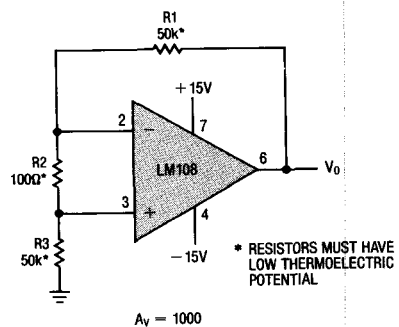 R1
50k*
+15V
2
−
7
R2
100Ω*
LM108
6
V₀
3
+
4
R3
50k*
−15V
* RESISTORS MUST HAVE
LOW THERMOELECTRIC
POTENTIAL
Aᵥ = 1000